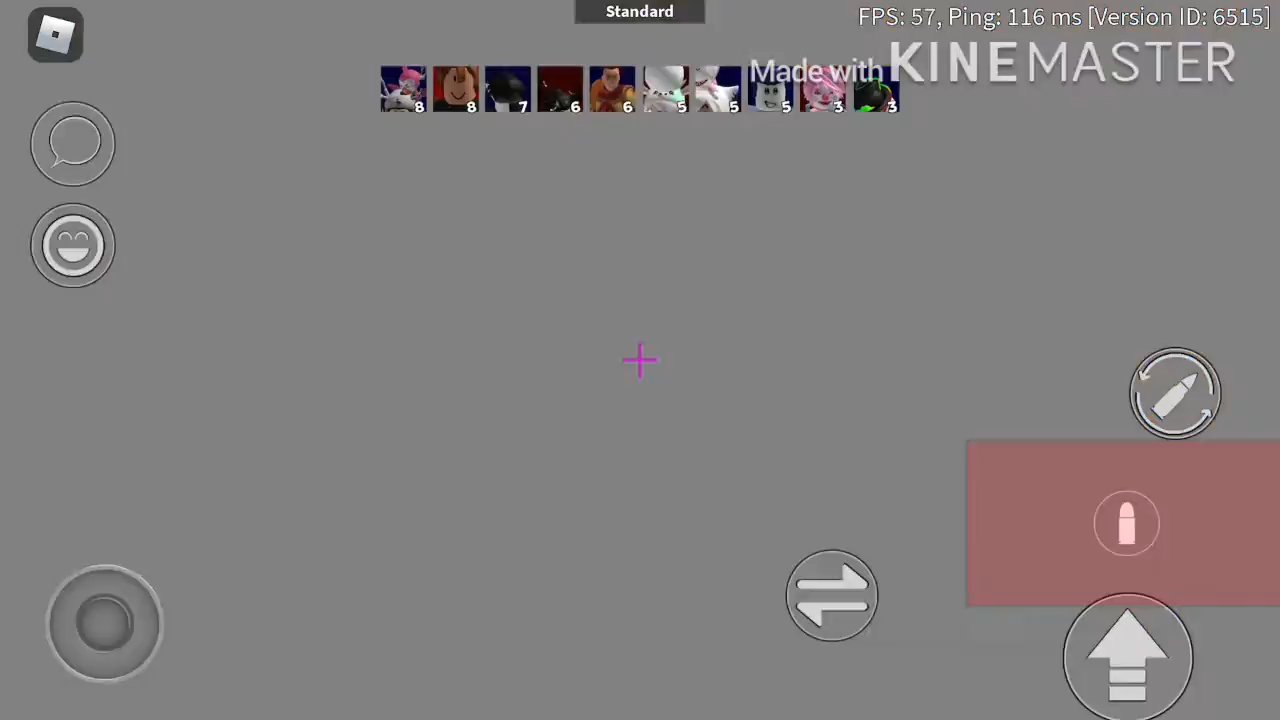 Standard
FPS: 57, Ping: 116 ms [Version ID: 6515]
Made with KINEMASTER
8 8 7 6 6 5 5 5 3 3